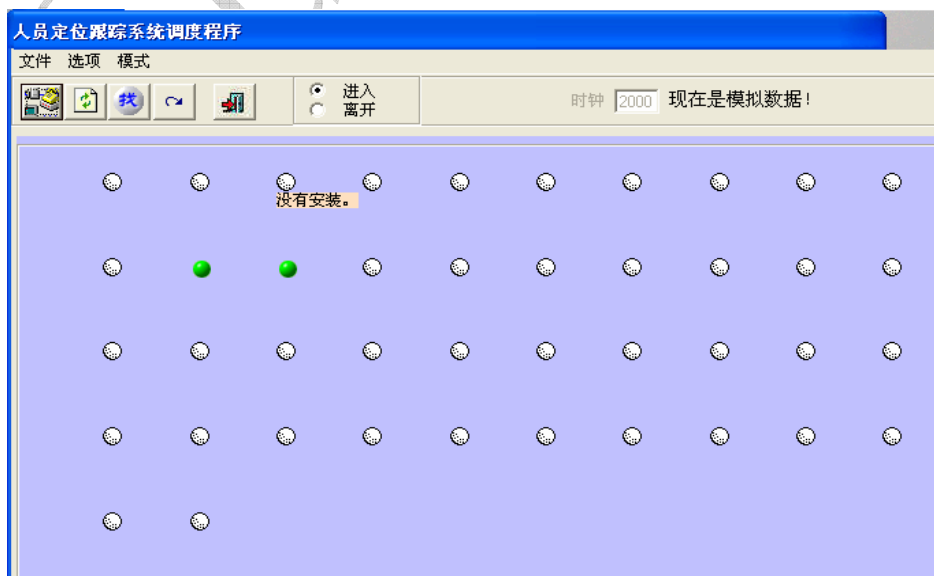 人员定位跟踪系统调度程序
文件 选项 模式
找 进入 时钟 2000 现在是模拟数据!
离开
没有安装。